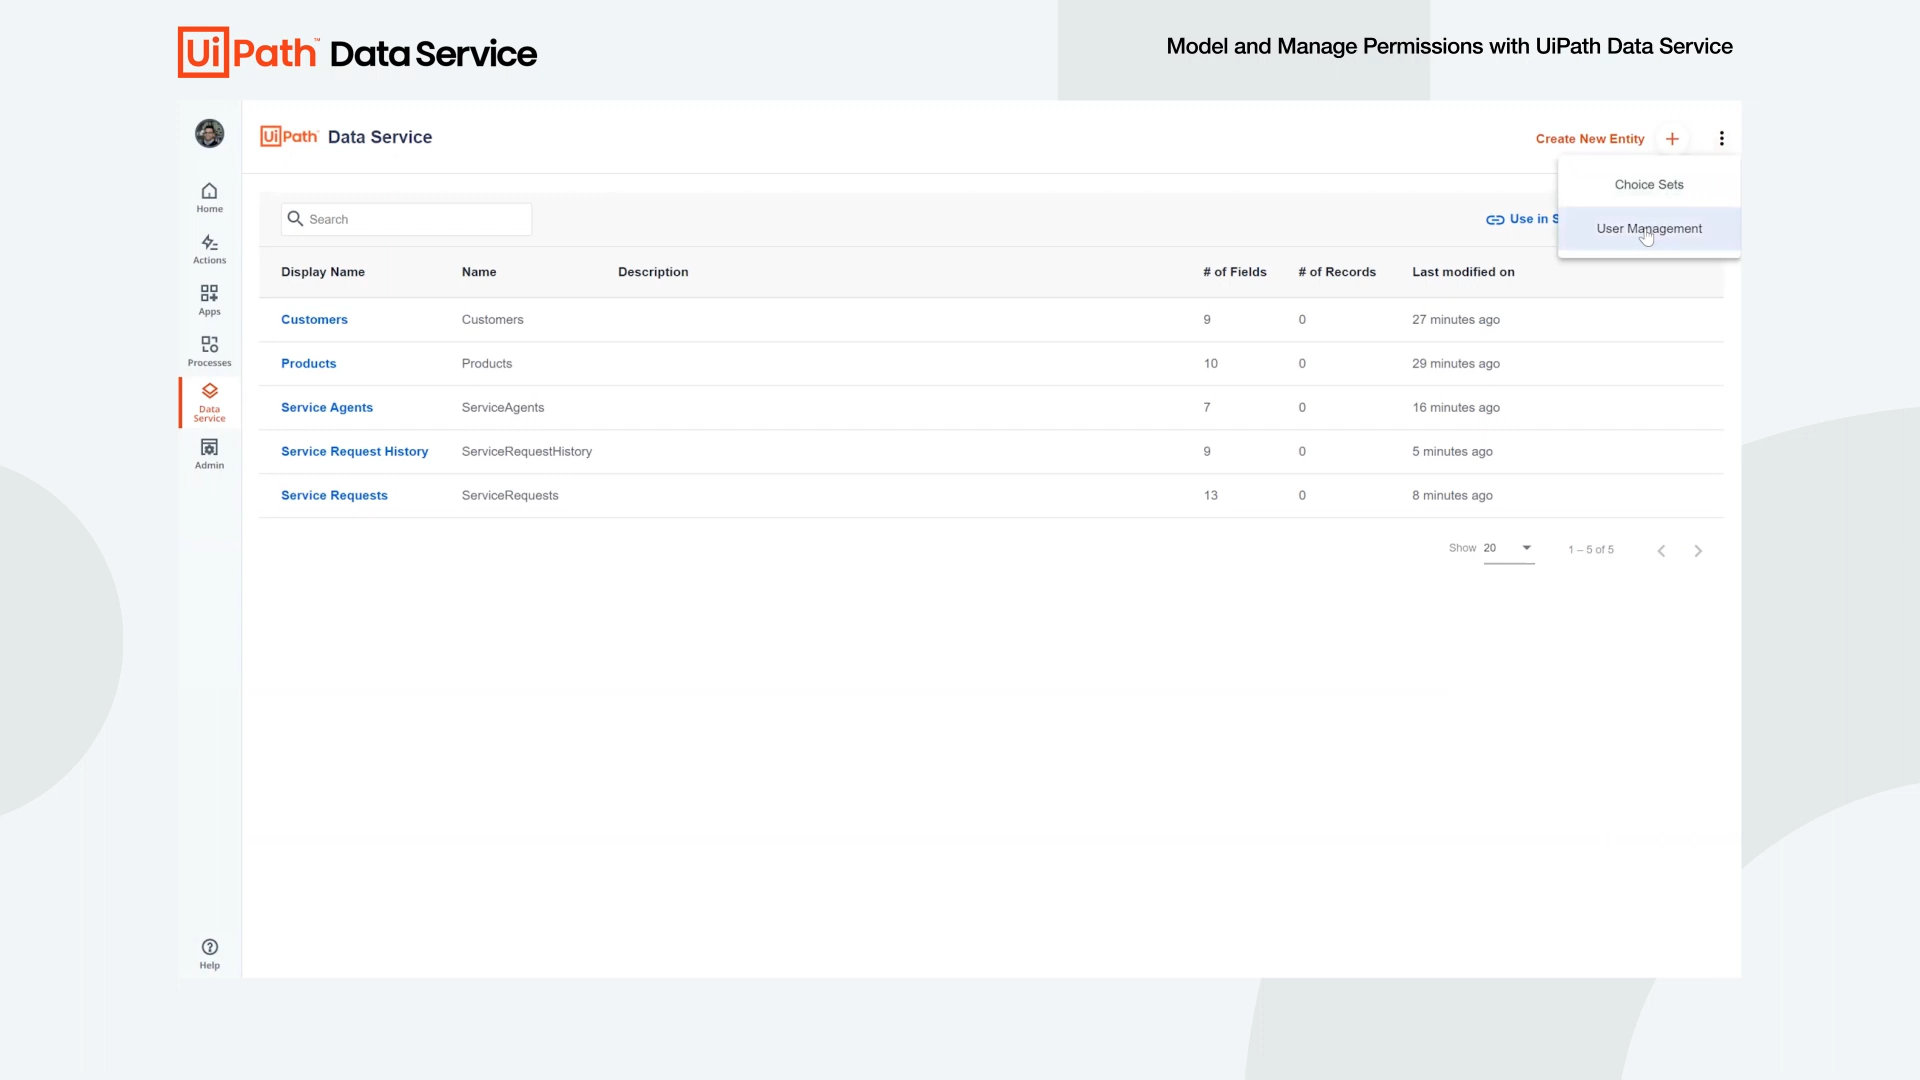 UiPath™ Data Service
Model and Manage Permissions with UiPath Data Service
UiPath Data Service
Create New Entity
Choice Sets
User Management
Search
Use in S
Home
Actions
Apps
Processes
Data
Service
Admin
Help
Display Name Name Description # of Fields # of Records Last modified on
Customers Customers 9 0 27 minutes ago
Products Products 10 0 29 minutes ago
Service Agents ServiceAgents 7 0 16 minutes ago
Service Request History ServiceRequestHistory 9 0 5 minutes ago
Service Requests ServiceRequests 13 0 8 minutes ago
Show 20 1 – 5 of 5